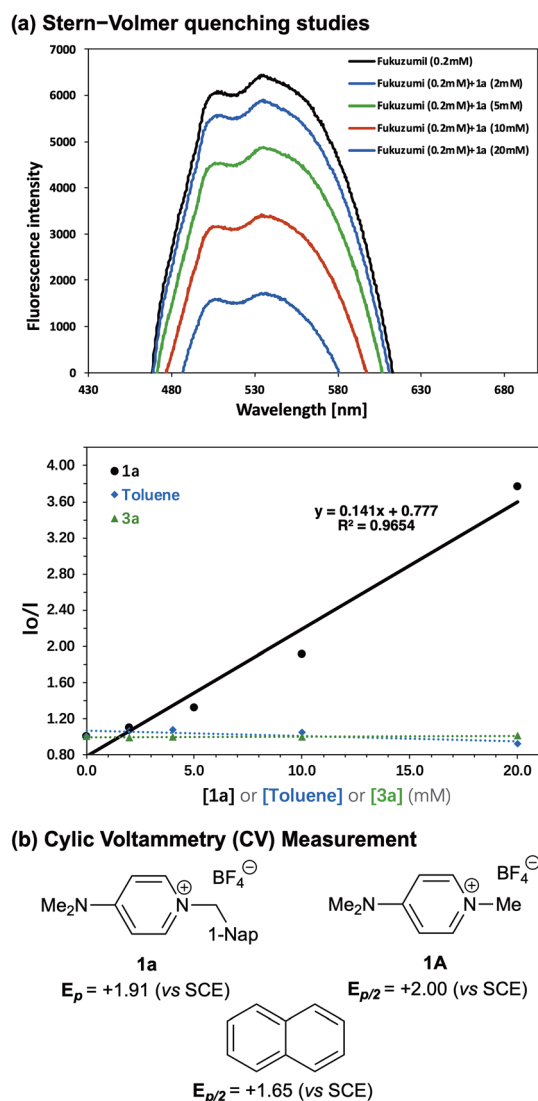 (a) Stern−Volmer quenching studies
7000
6000
5000
4000
3000
2000
1000
0
Fluorescence intensity
FukuzumiI (0.2mM)
Fukuzumi (0.2mM)+1a (2mM)
Fukuzumi (0.2mM)+1a (5mM)
Fukuzumi (0.2mM)+1a (10mM)
Fukuzumi (0.2mM)+1a (20mM)
430 480 530 580 630 680
Wavelength [nm]
4.00
3.60
3.20
2.80
2.40
2.00
1.60
1.20
0.80
Io/I
1a
Toluene
3a
y = 0.141x + 0.777
R² = 0.9654
0.0 5.0 10.0 15.0 20.0
[1a] or [Toluene] or [3a] (mM)
(b) Cylic Voltammetry (CV) Measurement
BF4⊖
Me2N
N⊕
1-Nap
1a
Ep = +1.91 (vs SCE)
BF4⊖
Me2N
N⊕
Me
1A
Ep/2 = +2.00 (vs SCE)
Ep/2 = +1.65 (vs SCE)